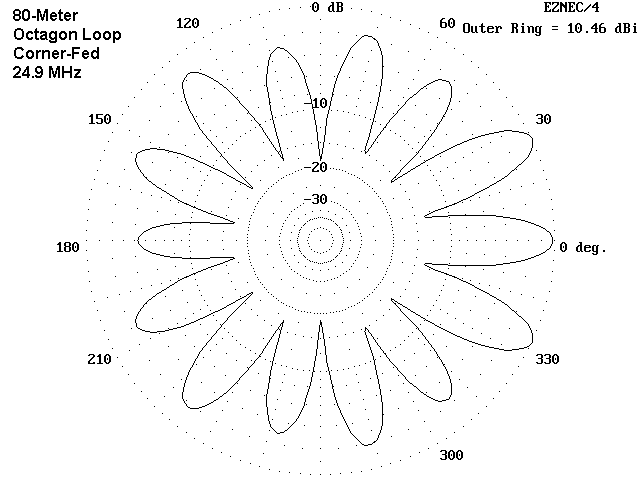 80-Meter
Octagon Loop
Corner-Fed
24.9 MHz
0 dB
EZNEC/4
Outer Ring = 10.46 dBi
120
60
-10
150
30
-20
-30
180
0 deg.
210
330
300